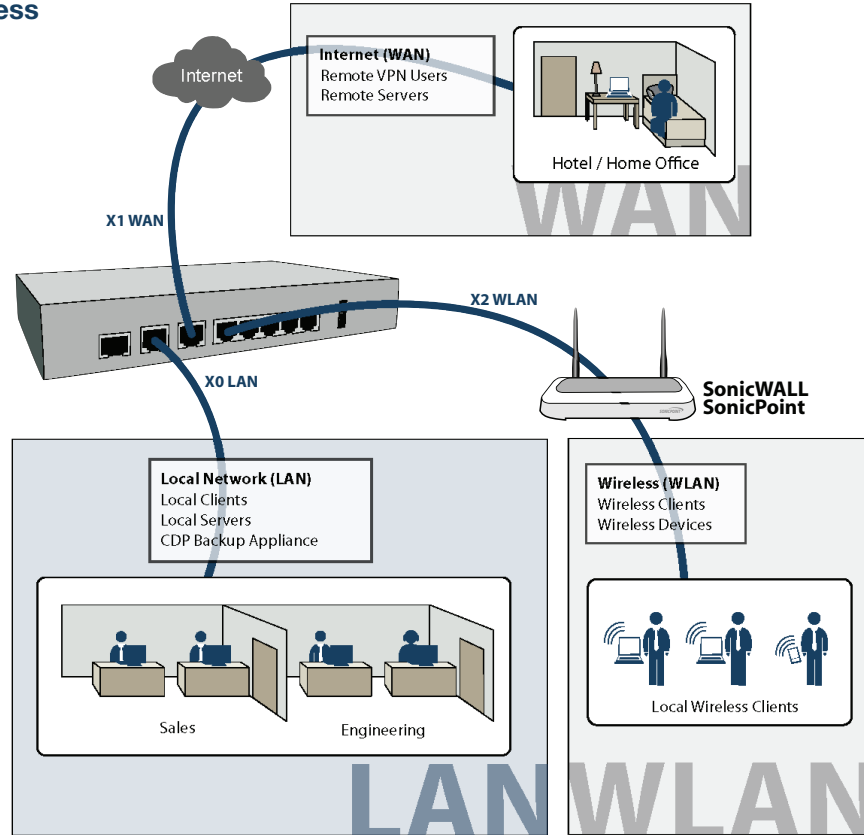 ess
Internet
Internet (WAN)
Remote VPN Users
Remote Servers
Hotel / Home Office
WAN
X1 WAN
X2 WLAN
X0 LAN
SonicWALL
SonicPoint
Local Network (LAN)
Local Clients
Local Servers
CDP Backup Appliance
Sales
Engineering
LAN
Wireless (WLAN)
Wireless Clients
Wireless Devices
Local Wireless Clients
WLAN